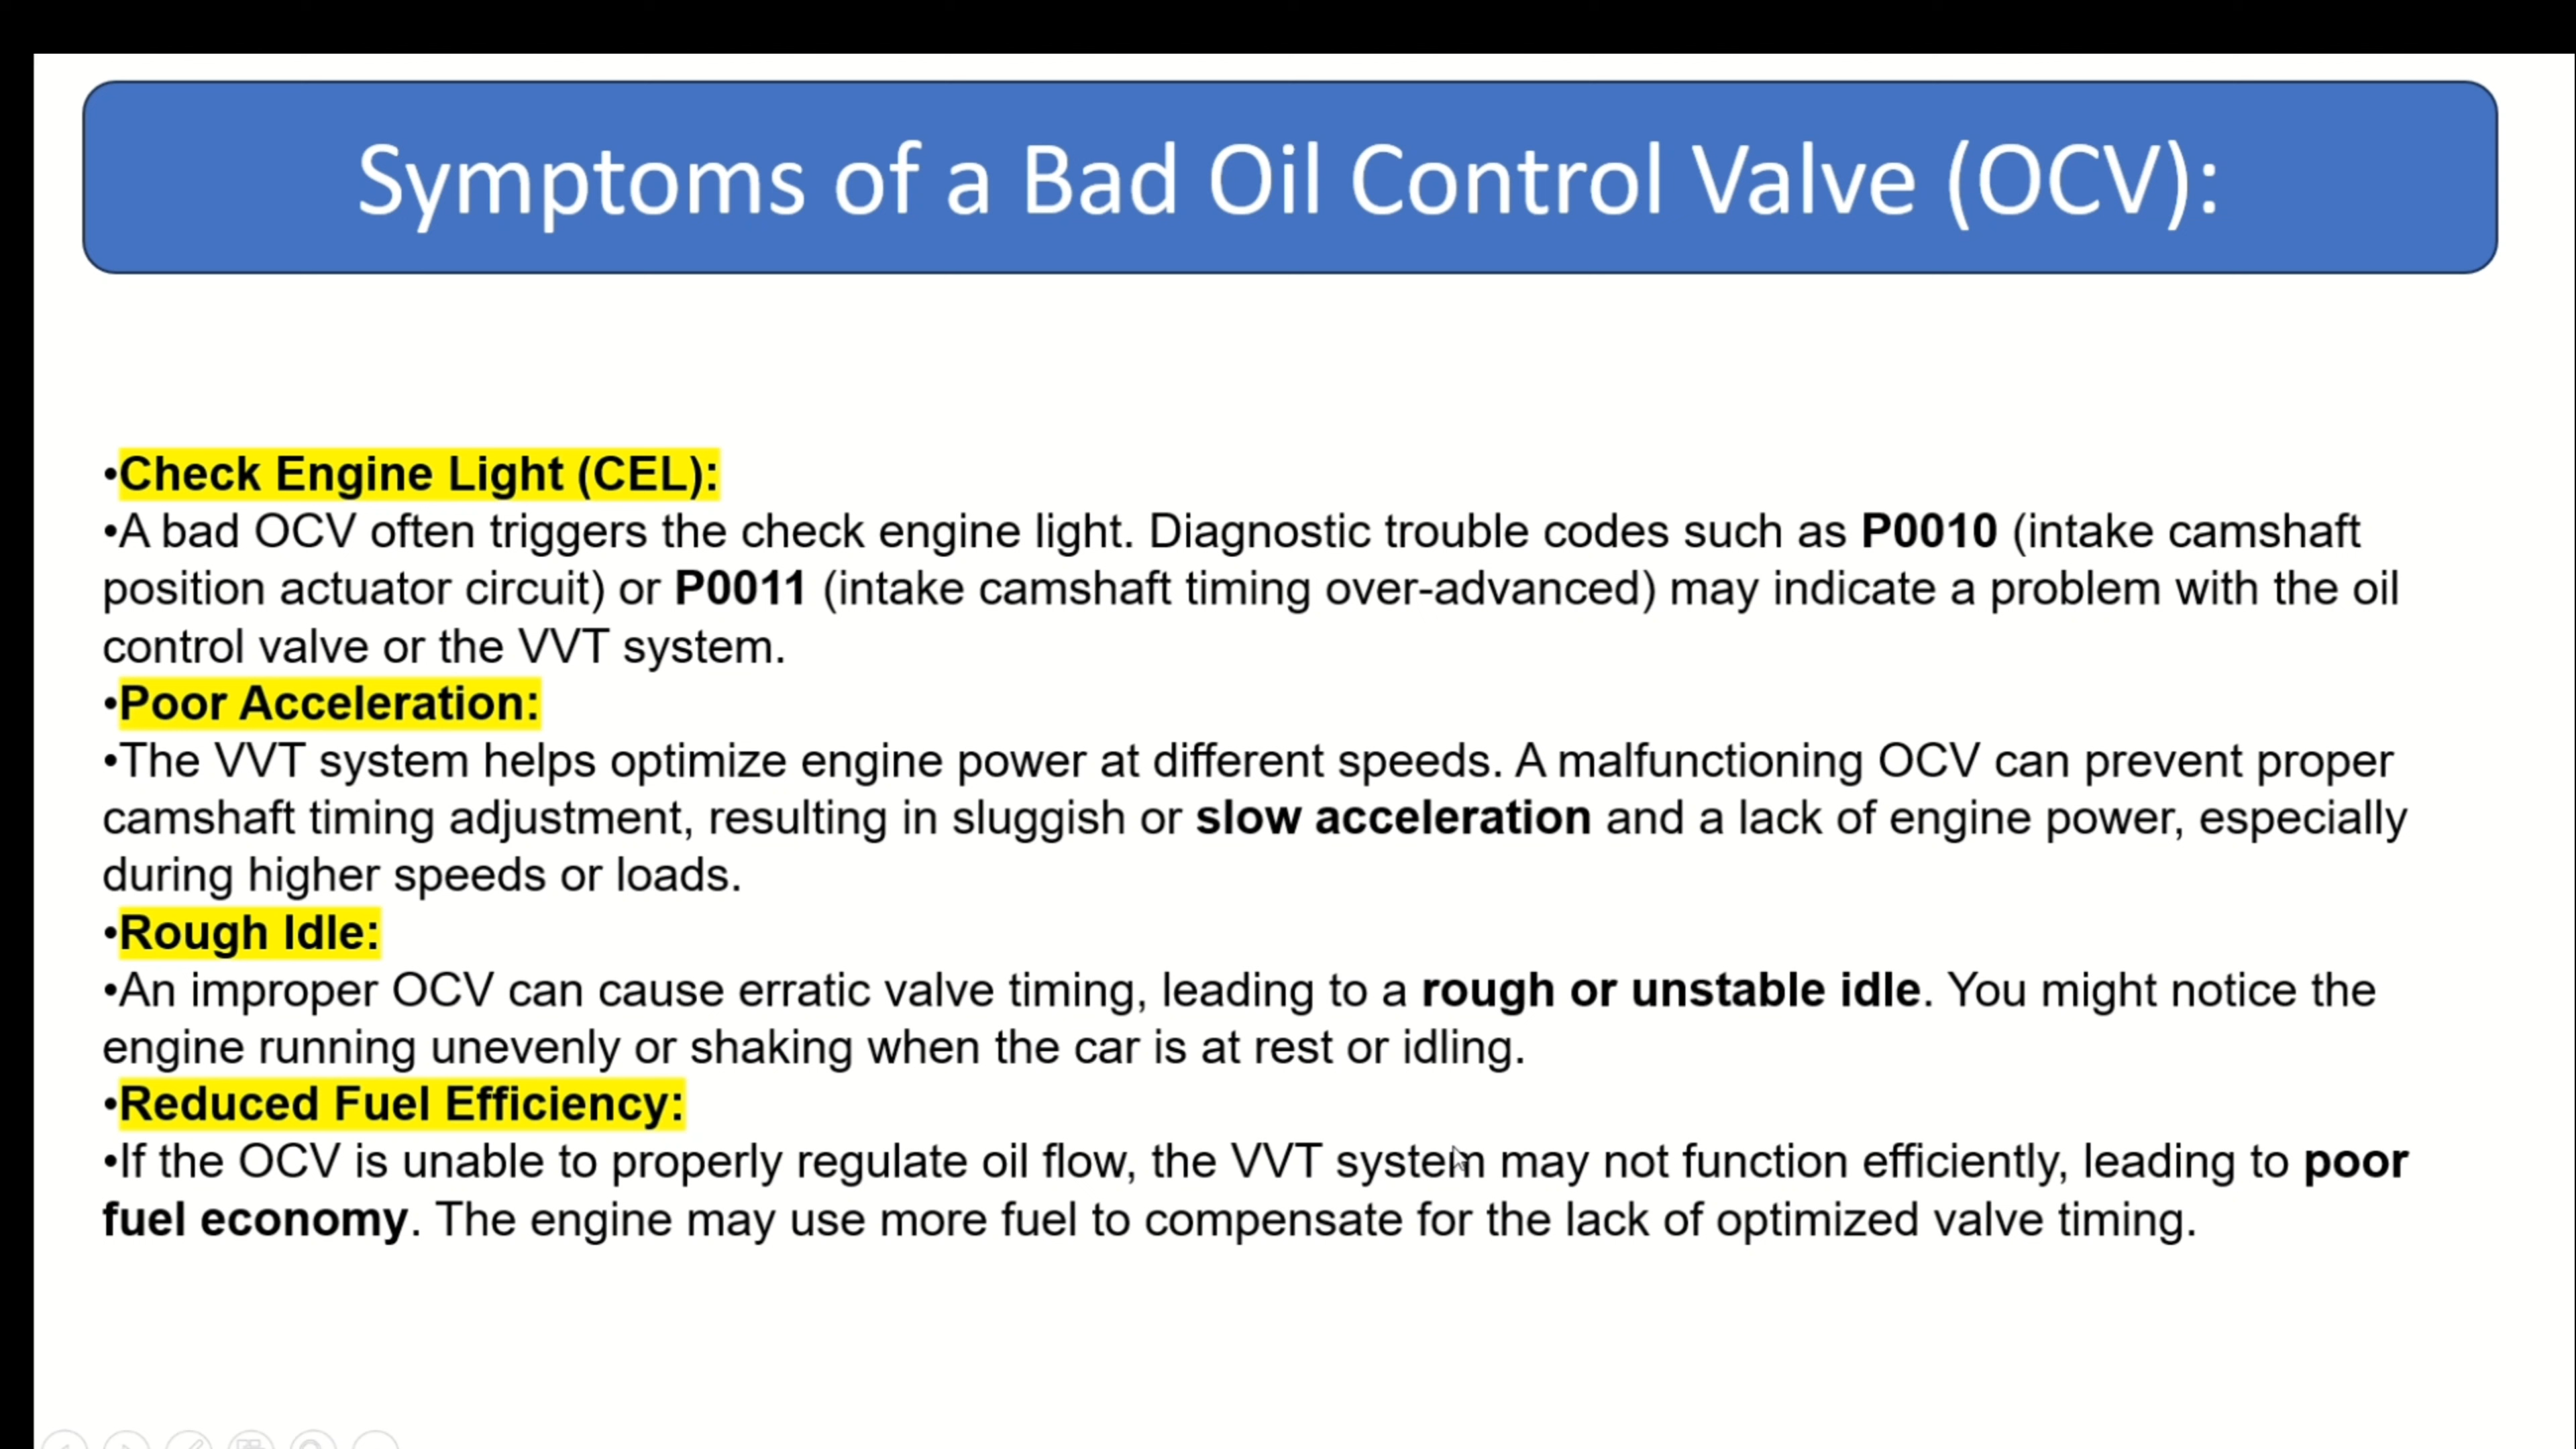 Symptoms of a Bad Oil Control Valve (OCV):
•Check Engine Light (CEL):
•A bad OCV often triggers the check engine light. Diagnostic trouble codes such as P0010 (intake camshaft
position actuator circuit) or P0011 (intake camshaft timing over-advanced) may indicate a problem with the oil
control valve or the VVT system.
•Poor Acceleration:
•The VVT system helps optimize engine power at different speeds. A malfunctioning OCV can prevent proper
camshaft timing adjustment, resulting in sluggish or slow acceleration and a lack of engine power, especially
during higher speeds or loads.
•Rough Idle:
•An improper OCV can cause erratic valve timing, leading to a rough or unstable idle. You might notice the
engine running unevenly or shaking when the car is at rest or idling.
•Reduced Fuel Efficiency:
•If the OCV is unable to properly regulate oil flow, the VVT system may not function efficiently, leading to poor
fuel economy. The engine may use more fuel to compensate for the lack of optimized valve timing.